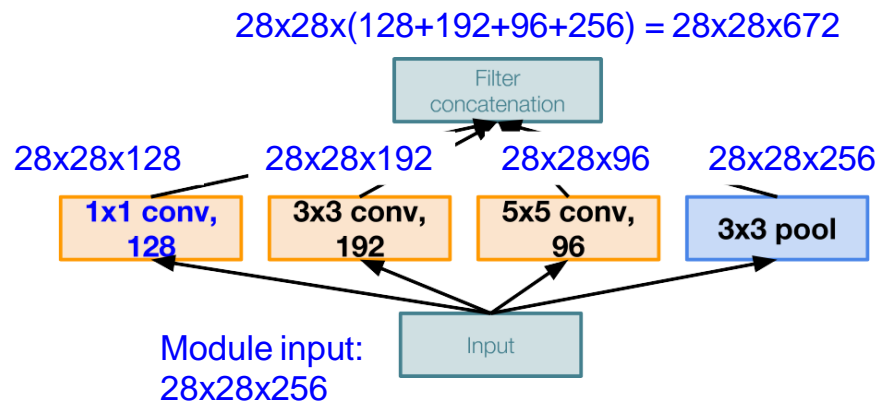 28x28x(128+192+96+256) = 28x28x672
Filter
concatenation
28x28x128
28x28x192
28x28x96
28x28x256
1x1 conv,
128
3x3 conv,
192
5x5 conv,
96
3x3 pool
Module input:
28x28x256
Input